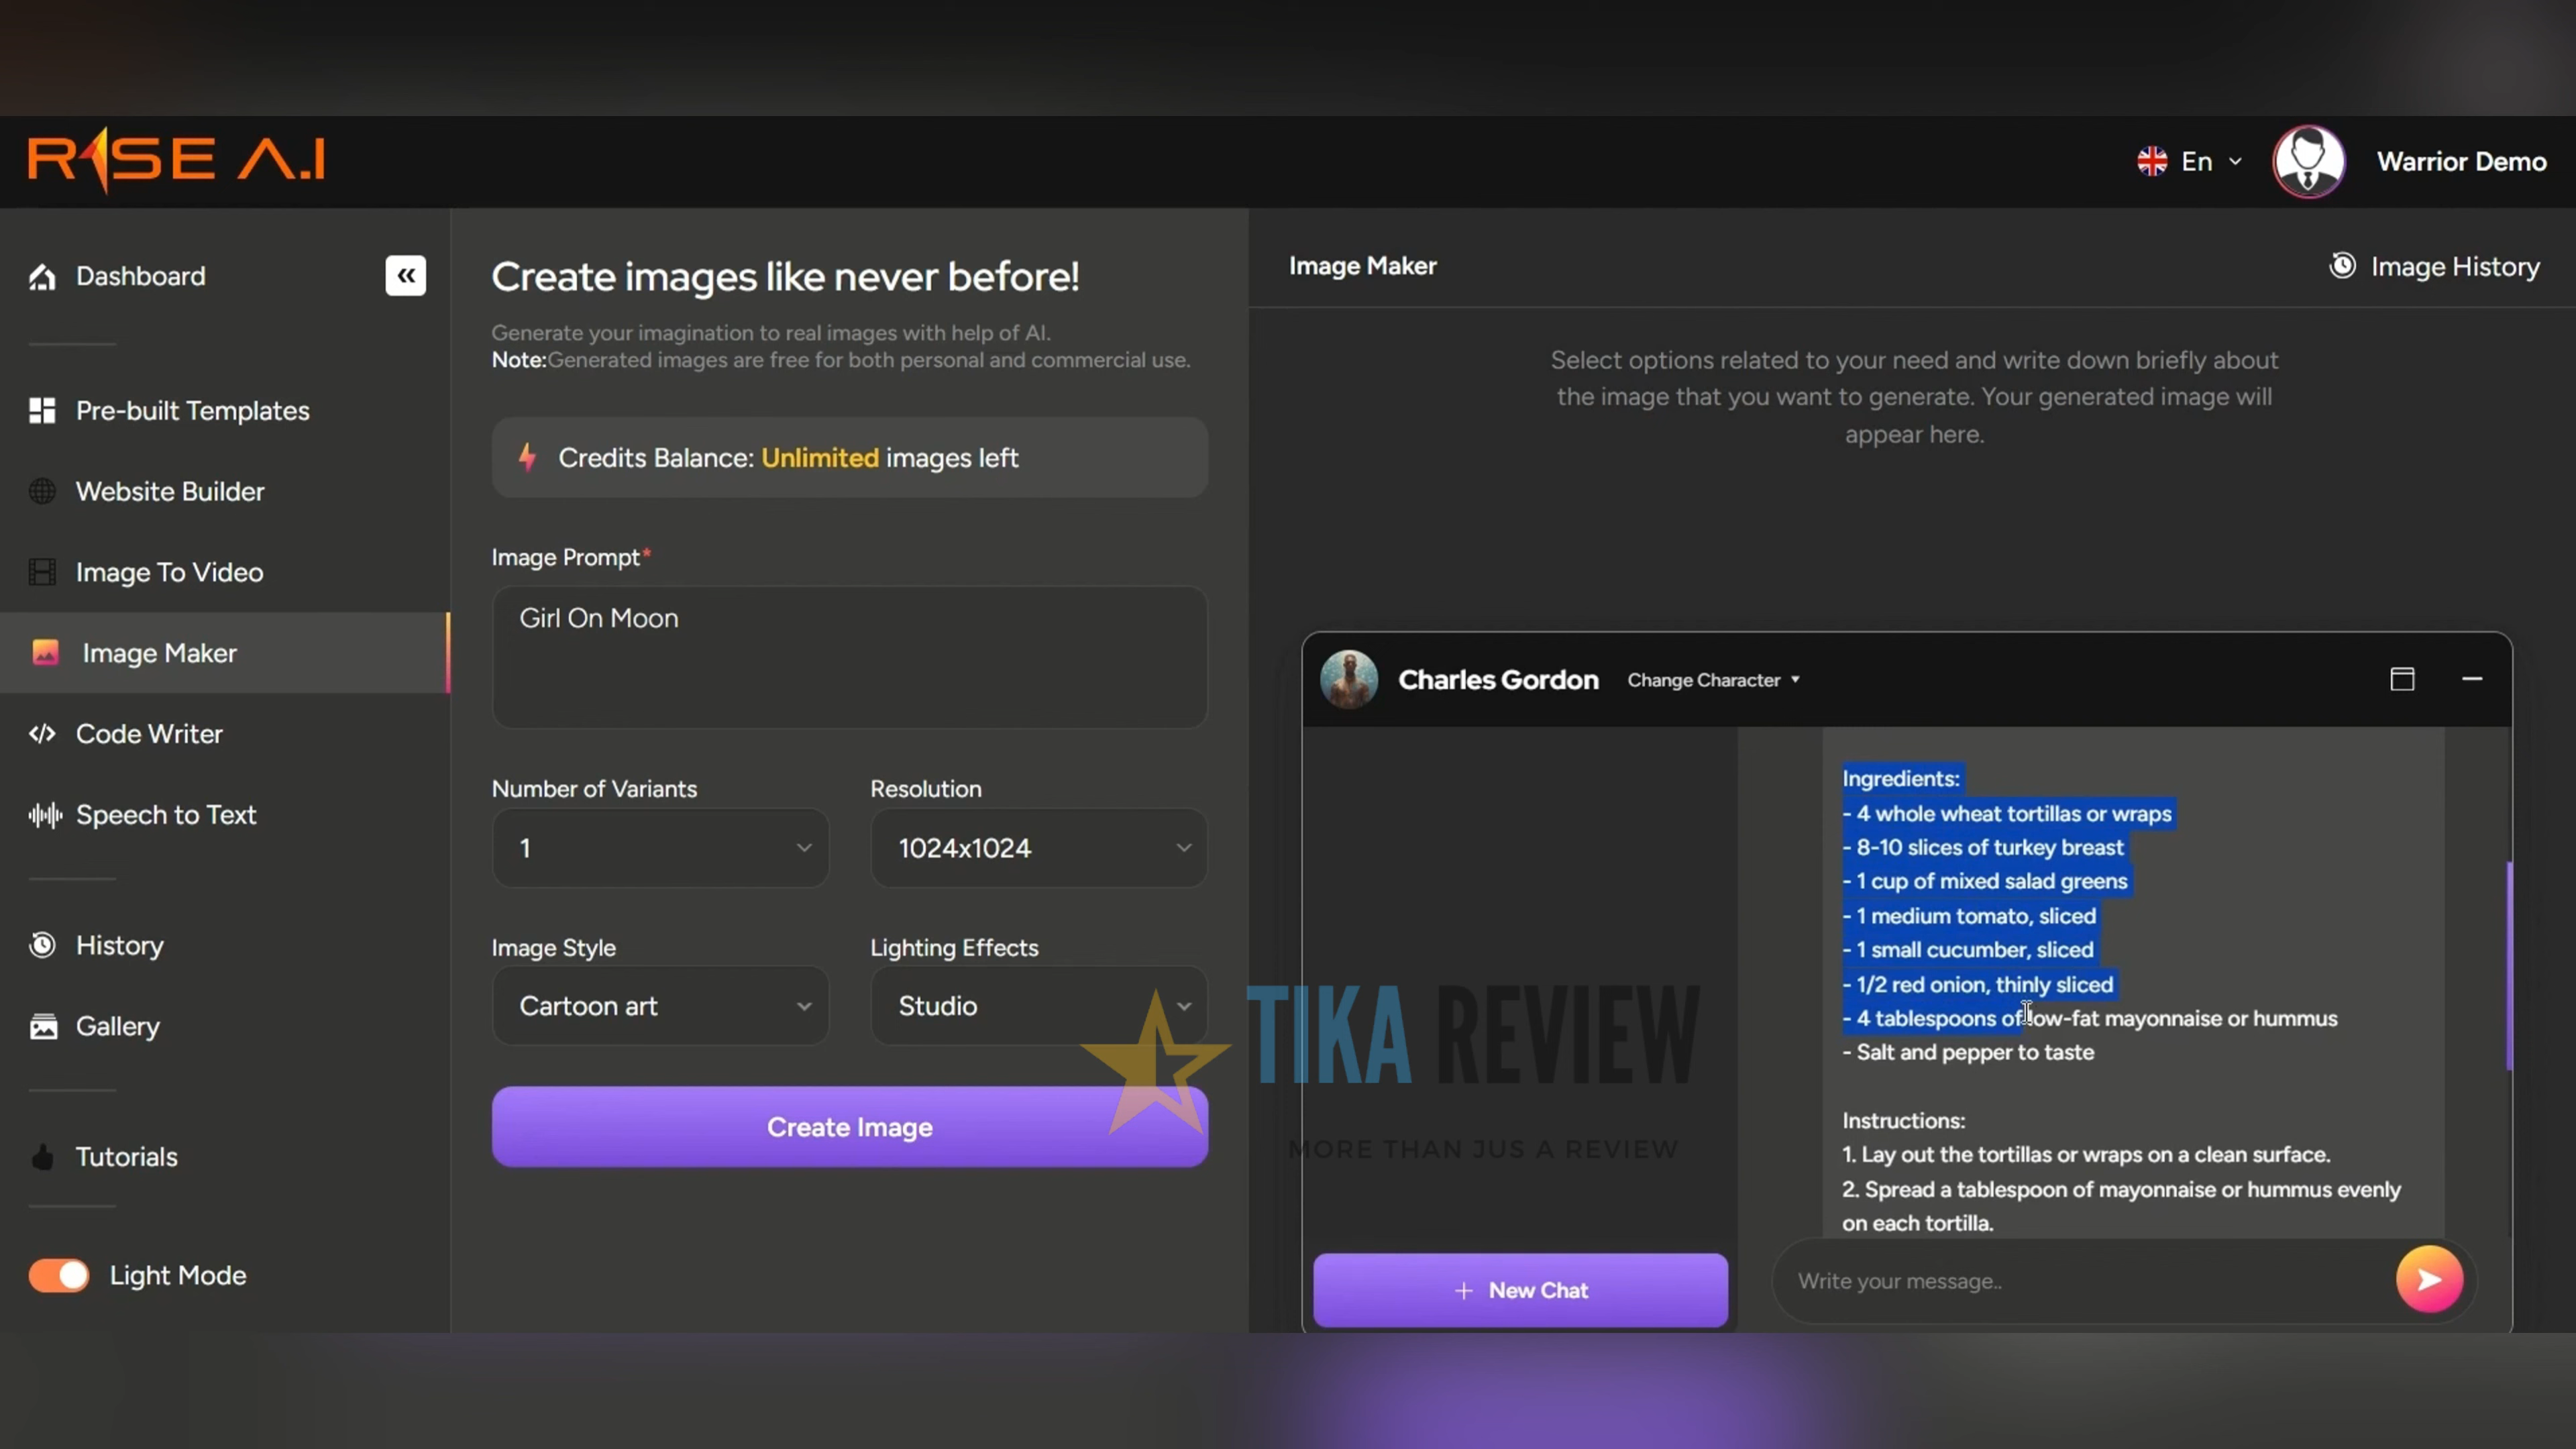 RISE A.I
En
Warrior Demo
Dashboard
Pre-built Templates
Website Builder
Image To Video
Image Maker
Code Writer
Speech to Text
History
Gallery
Tutorials
Light Mode
Create images like never before!
Generate your imagination to real images with help of AI.
Note:Generated images are free for both personal and commercial use.
Credits Balance: Unlimited images left
Image Prompt*
Girl On Moon
Number of Variants
Resolution
1
1024x1024
Image Style
Lighting Effects
Cartoon art
Studio
Create Image
Image Maker
Image History
Select options related to your need and write down briefly about
the image that you want to generate. Your generated image will
appear here.
Charles Gordon
Change Character
Ingredients:
- 4 whole wheat tortillas or wraps
- 8-10 slices of turkey breast
- 1 cup of mixed salad greens
- 1 medium tomato, sliced
- 1 small cucumber, sliced
- 1/2 red onion, thinly sliced
- 4 tablespoons of low-fat mayonnaise or hummus
- Salt and pepper to taste
Instructions:
1. Lay out the tortillas or wraps on a clean surface.
2. Spread a tablespoon of mayonnaise or hummus evenly
on each tortilla.
+ New Chat
Write your message..
TIKA REVIEW
MORE THAN JUS A REVIEW